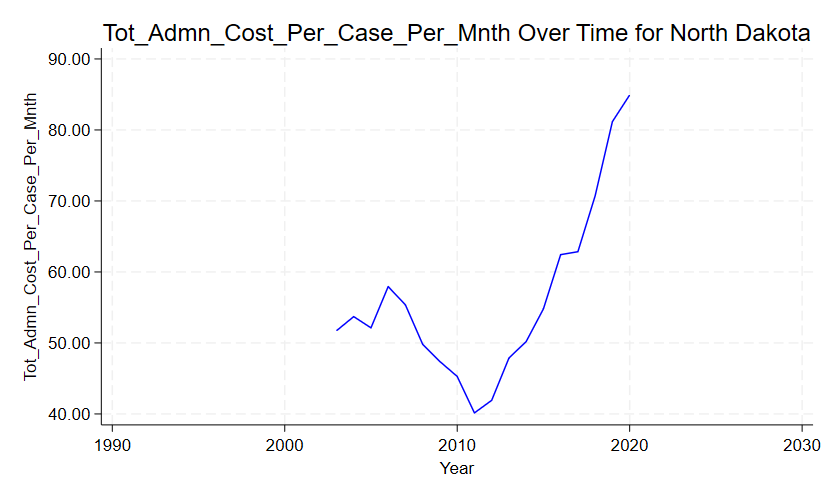 Tot_Admn_Cost_Per_Case_Per_Mnth Over Time for North Dakota
Tot_Admn_Cost_Per_Case_Per_Mnth
90.00
80.00
70.00
60.00
50.00
40.00
1990 2000 2010 2020 2030
Year